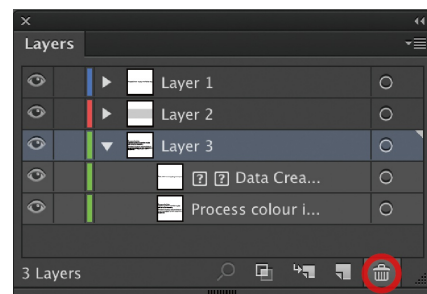 Layers
Layer 1
Layer 2
Layer 3
? ? Data Crea...
Process colour i...
3 Layers